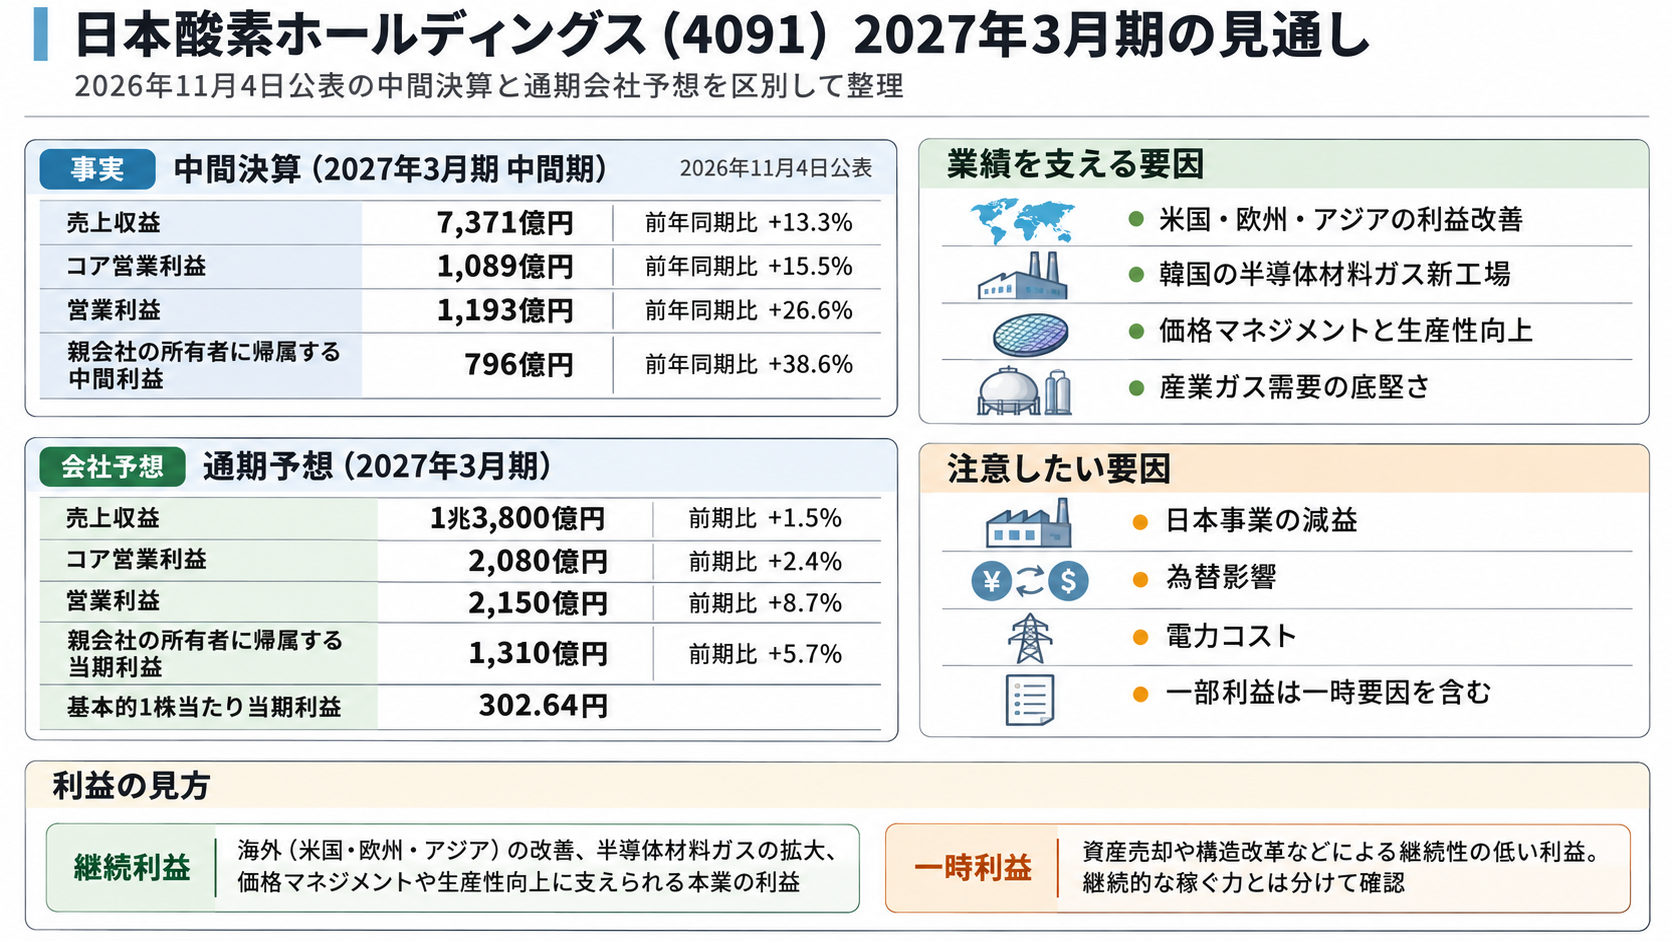 日本酸素ホールディングス (4091) 2027年3月期の見通し
2026年11月4日公表の中間決算と通期会社予想を区別して整理
事実 中間決算 (2027年3月期 中間期) 2026年11月4日公表
売上収益 7,371億円 前年同期比 +13.3%
コア営業利益 1,089億円 前年同期比 +15.5%
営業利益 1,193億円 前年同期比 +26.6%
親会社の所有者に帰属する
中間利益 796億円 前年同期比 +38.6%
会社予想 通期予想 (2027年3月期)
売上収益 1兆3,800億円 前期比 +1.5%
コア営業利益 2,080億円 前期比 +2.4%
営業利益 2,150億円 前期比 +8.7%
親会社の所有者に帰属する
当期利益 1,310億円 前期比 +5.7%
基本的1株当たり当期利益 302.64円
業績を支える要因
● 米国・欧州・アジアの利益改善
● 韓国の半導体材料ガス新工場
● 価格マネジメントと生産性向上
● 産業ガス需要の底堅さ
注意したい要因
● 日本事業の減益
¥ $ ● 為替影響
● 電力コスト
● 一部利益は一時要因を含む
利益の見方
継続利益
海外 (米国・欧州・アジア) の改善、半導体材料ガスの拡大、
価格マネジメントや生産性向上に支えられる本業の利益
一時利益
資産売却や構造改革などによる継続性の低い利益。
継続的な稼ぐ力とは分けて確認